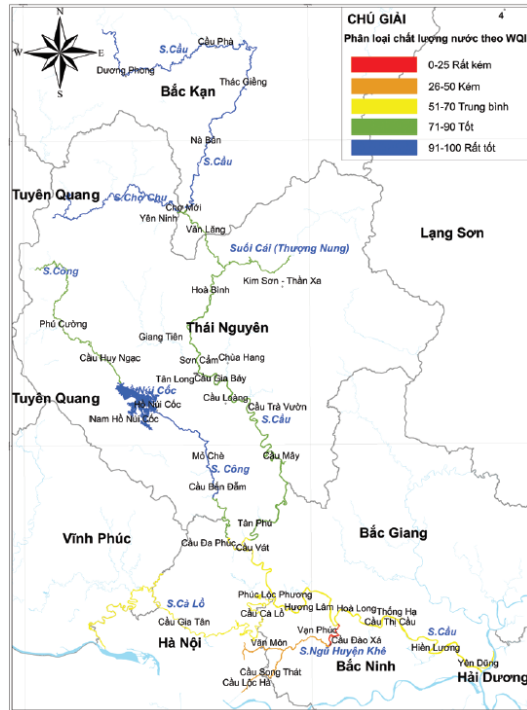 N
W E
S
4
CHÚ GIẢI
Phân loại chất lượng nước theo WQI
0-25 Rất kém
26-50 Kém
51-70 Trung bình
71-90 Tốt
91-100 Rất tốt
S.Cầu
Cầu Phà
Dương Phong
Thác Giềng
Bắc Kạn
Nà Bản
S.Cầu
Tuyên Quang
S.Chợ Chu
Chợ Mới
Yên Ninh
Văn Lăng
Lạng Sơn
Suối Cái (Thượng Nung)
S.Công
Kim Sơn
Thần Xa
Hoà Bình
Phú Cường
Thái Nguyên
Giang Tiên
Cầu Huy Ngạc
Sơn Cẩm
Chùa Hang
Tân Long
Cầu Gia Bảy
Tuyên Quang
Núi Cốc
Hồ Núi Cốc
Cầu Loàng
Cầu Trà Vườn
Nam Hồ Núi Cốc
S.Cầu
Mỏ Chè
Cầu Mây
S. Công
Cầu Bến Đẫm
Tân Phú
Bắc Giang
Vĩnh Phúc
Cầu Đa Phúc
Cầu Vát
Phúc Lộc Phương
S.Cà Lồ
Hương Lâm
Hoà Long
Thống Hạ
Cầu Cà Lồ
Cầu Thị Cầu
Cầu Gia Tân
Vạn Phúc
S.Cầu
Hà Nội
Văn Môn
Cầu Đào Xá
Hiền Lương
S.Ngũ Huyện Khê
Bắc Ninh
Yên Dũng
Cầu Song Thát
Hải Dương
Cầu Lộc Hà